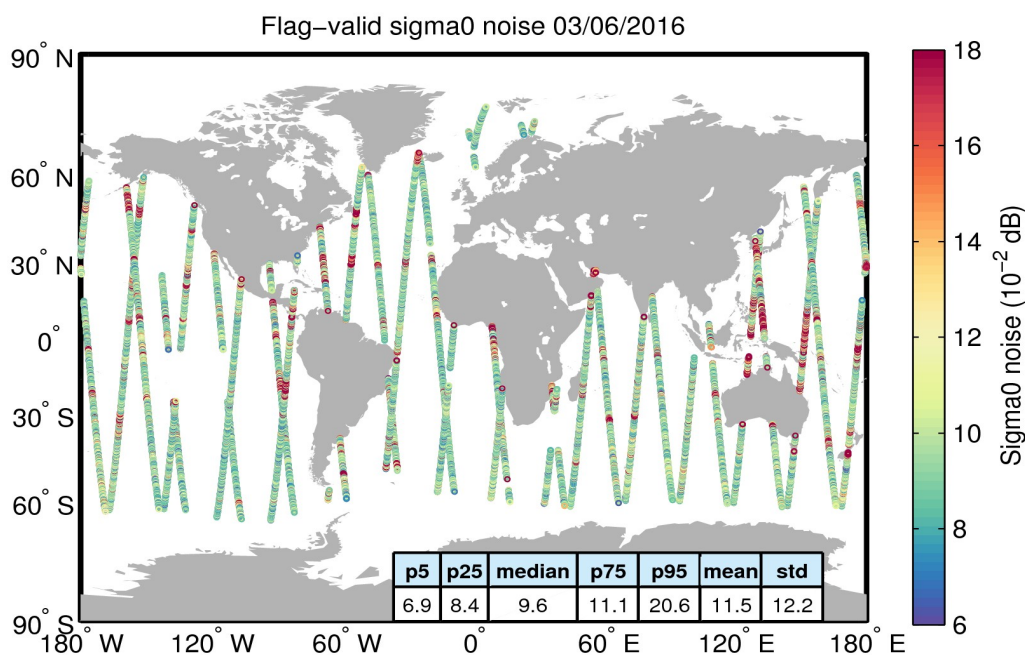 Flag−valid sigma0 noise 03/06/2016
90° N
60° N
30° N
0°
30° S
60° S
90° S
180° W
120° W
60° W
0°
60° E
120° E
180° E
p5 p25 median p75 p95 mean std
6.9 8.4 9.6 11.1 20.6 11.5 12.2
18
16
14
12
10
8
6
Sigma0 noise (10⁻² dB)